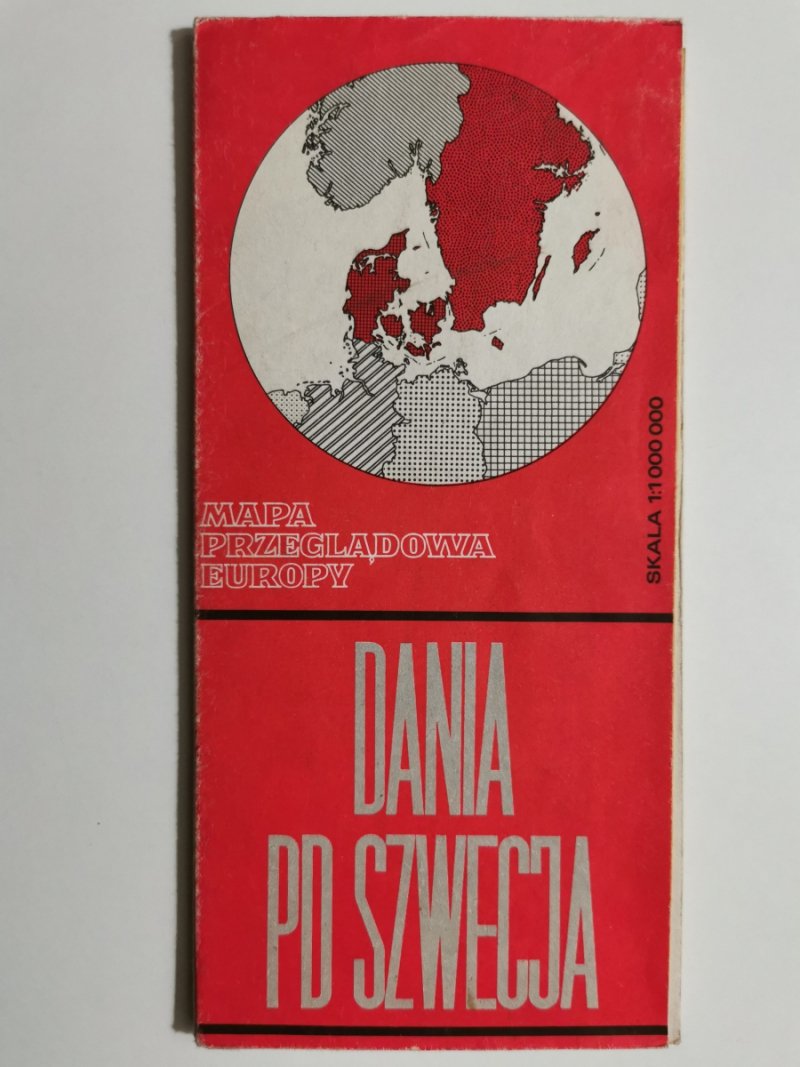 SKALA 1:1 000 000
MAPA
PRZEGLĄDOWA
EUROPY
DANIA
PD SZWECJA